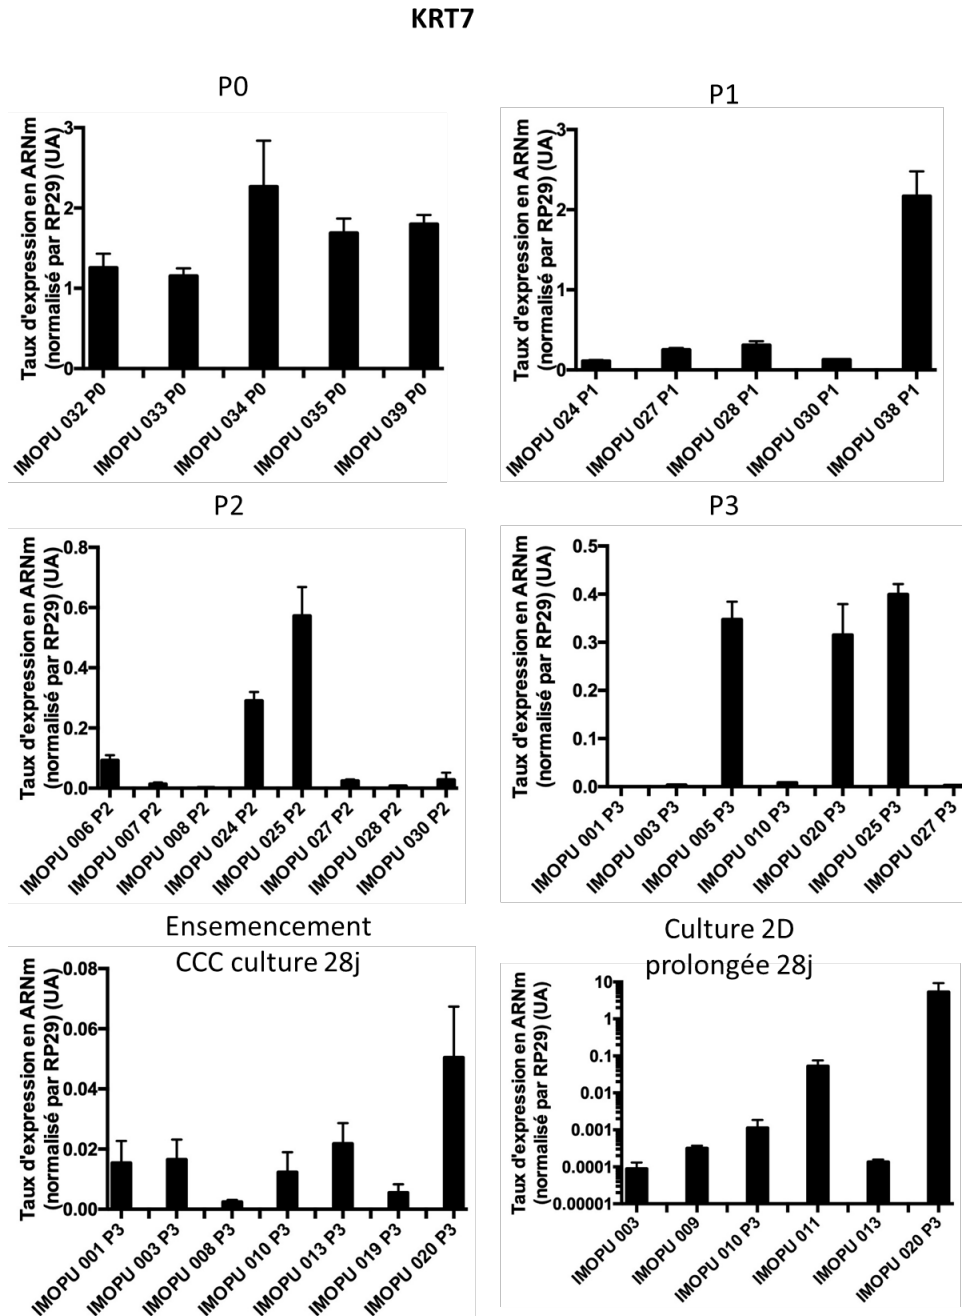 KRT7
P0
Taux d'expression en ARNm
(normalisé par RP29) (UA)
3
2
1
0
IMOPU 032 P0
IMOPU 033 P0
IMOPU 034 P0
IMOPU 035 P0
IMOPU 039 P0
P1
Taux d'expression en ARNm
(normalisé par RP29) (UA)
3
2
1
0
IMOPU 024 P1
IMOPU 027 P1
IMOPU 028 P1
IMOPU 030 P1
IMOPU 038 P1
P2
Taux d'expression en ARNm
(normalisé par RP29) (UA)
0.8
0.6
0.4
0.2
0.0
IMOPU 006 P2
IMOPU 007 P2
IMOPU 008 P2
IMOPU 024 P2
IMOPU 025 P2
IMOPU 027 P2
IMOPU 028 P2
IMOPU 030 P2
P3
Taux d'expression en ARNm
(normalisé par RP29) (UA)
0.5
0.4
0.3
0.2
0.1
0.0
IMOPU 001 P3
IMOPU 003 P3
IMOPU 005 P3
IMOPU 010 P3
IMOPU 020 P3
IMOPU 025 P3
IMOPU 027 P3
Ensemencement
CCC culture 28j
Taux d'expression en ARNm
(normalisé par RP29) (UA)
0.08
0.06
0.04
0.02
0.00
IMOPU 001 P3
IMOPU 003 P3
IMOPU 008 P3
IMOPU 010 P3
IMOPU 013 P3
IMOPU 019 P3
IMOPU 020 P3
Culture 2D
prolongée 28j
Taux d'expression en ARNm
(normalisé par RP29) (UA)
10
1
0.1
0.01
0.001
0.0001
0.00001
IMOPU 003
IMOPU 009
IMOPU 010 P3
IMOPU 011
IMOPU 013
IMOPU 020 P3